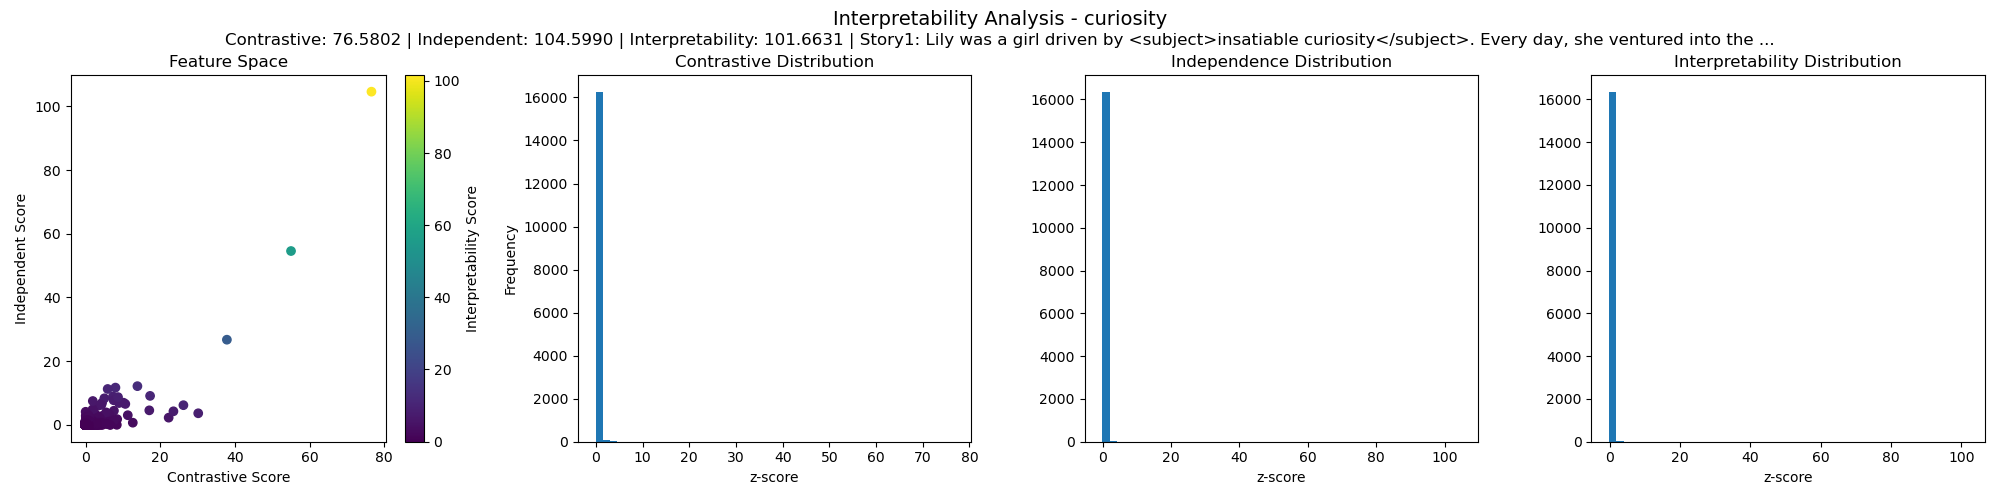 Interpretability Analysis - curiosity
Contrastive: 76.5802 | Independent: 104.5990 | Interpretability: 101.6631 | Story1: Lily was a girl driven by <subject>insatiable curiosity</subject>. Every day, she ventured into the ...
Feature Space
Independent Score
100
80
60
40
20
0
0 20 40 60 80
Contrastive Score
100
80
60
40
20
0
Interpretability Score
Contrastive Distribution
Frequency
16000
14000
12000
10000
8000
6000
4000
2000
0
0 10 20 30 40 50 60 70 80
z-score
Independence Distribution
16000
14000
12000
10000
8000
6000
4000
2000
0
0 20 40 60 80 100
z-score
Interpretability Distribution
16000
14000
12000
10000
8000
6000
4000
2000
0
0 20 40 60 80 100
z-score